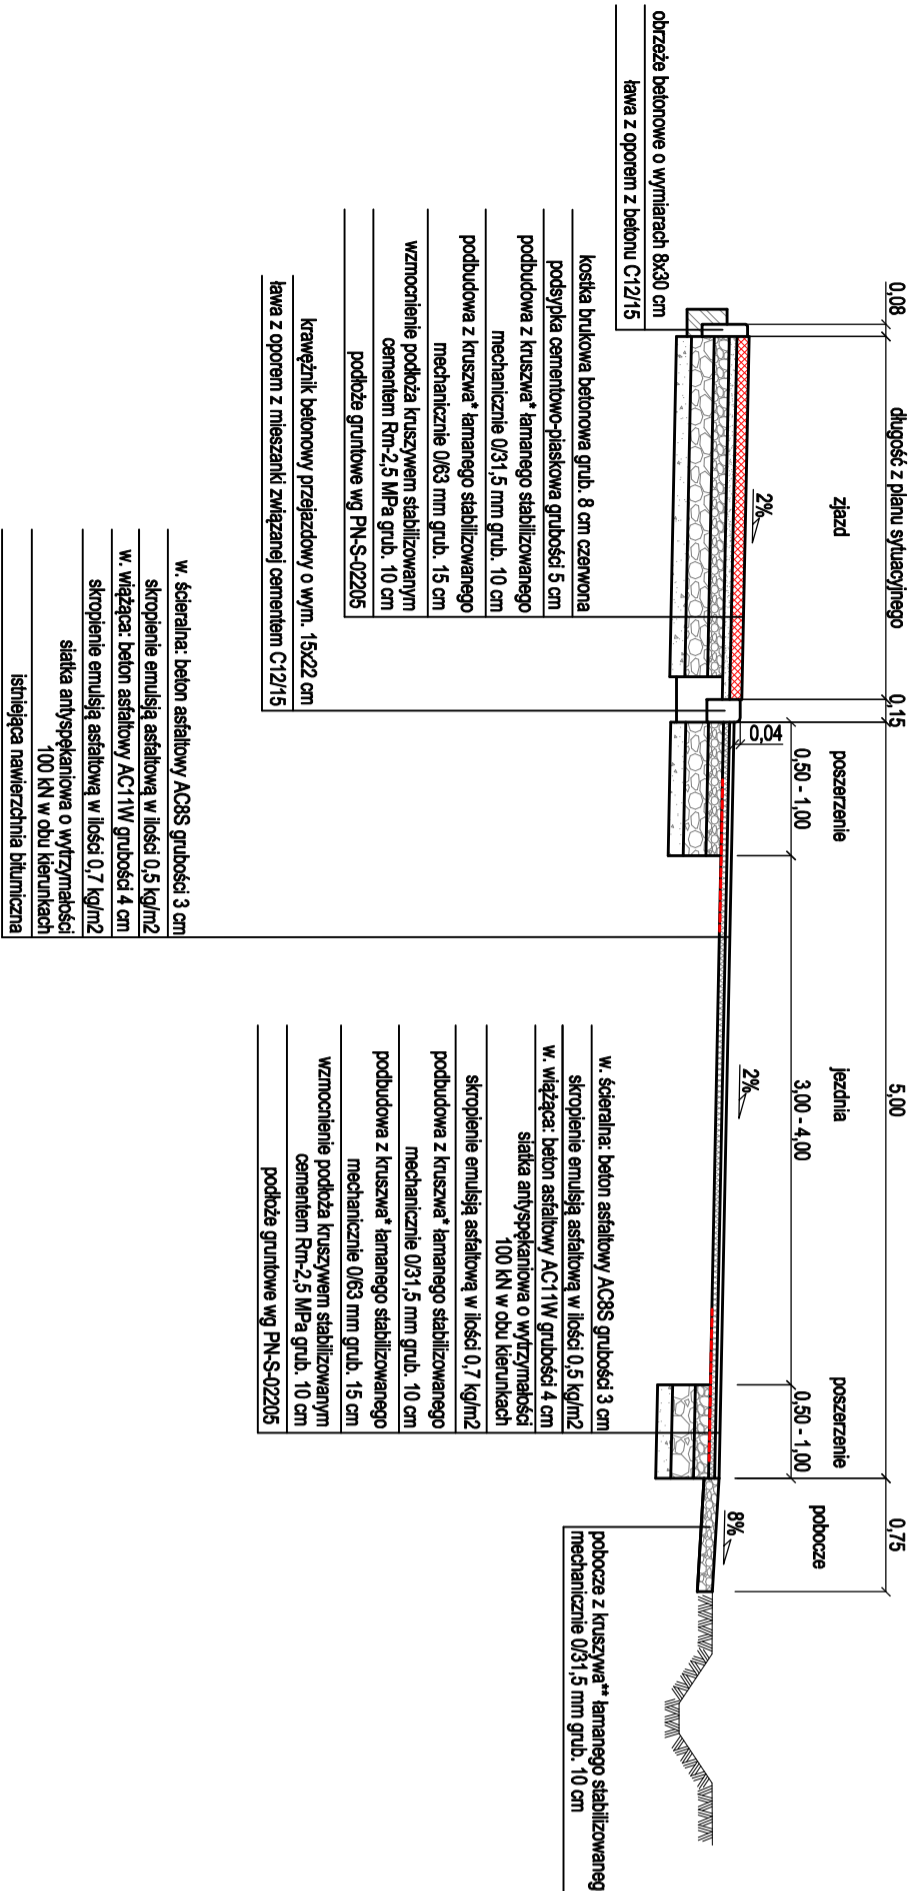 0,08
długość z planu sytuacyjnego
0,15
5,00
0,75
zjazd
poszerzenie
jezdnia
poszerzenie
pobocze
0,50 - 1,00
3,00 - 4,00
0,50 - 1,00
2%
0,04
2%
8%
obrzeże betonowe o wymiarach 8x30 cm
ława z oporem z betonu C12/15
kostka brukowa betonowa grub. 8 cm czerwona
podsypka cementowo-piaskowa grubości 5 cm
podbudowa z kruszwa* łamanego stabilizowanego
mechanicznie 0/31,5 mm grub. 10 cm
podbudowa z kruszwa* łamanego stabilizowanego
mechanicznie 0/63 mm grub. 15 cm
wzmocnienie podłoża kruszywem stabilizowanym
cementem Rm-2,5 MPa grub. 10 cm
podłoże gruntowe wg PN-S-02205
krawężnik betonowy przejazdowy o wym. 15x22 cm
ława z oporem z mieszanki związanej cementem C12/15
w. ścieralna: beton asfaltowy AC8S grubości 3 cm
skropienie emulsją asfaltową w ilości 0,5 kg/m2
w. wiążąca: beton asfaltowy AC11W grubości 4 cm
skropienie emulsją asfaltową w ilości 0,7 kg/m2
siatka antyspękaniowa o wytrzymałości
100 kN w obu kierunkach
istniejąca nawierzchnia bitumiczna
w. ścieralna: beton asfaltowy AC8S grubości 3 cm
skropienie emulsją asfaltową w ilości 0,5 kg/m2
w. wiążąca: beton asfaltowy AC11W grubości 4 cm
siatka antyspękaniowa o wytrzymałości
100 kN w obu kierunkach
skropienie emulsją asfaltową w ilości 0,7 kg/m2
podbudowa z kruszwa* łamanego stabilizowanego
mechanicznie 0/31,5 mm grub. 10 cm
podbudowa z kruszwa* łamanego stabilizowanego
mechanicznie 0/63 mm grub. 15 cm
wzmocnienie podłoża kruszywem stabilizowanym
cementem Rm-2,5 MPa grub. 10 cm
podłoże gruntowe wg PN-S-02205
pobocze z kruszywa** łamanego stabilizowaneg
mechanicznie 0/31,5 mm grub. 10 cm